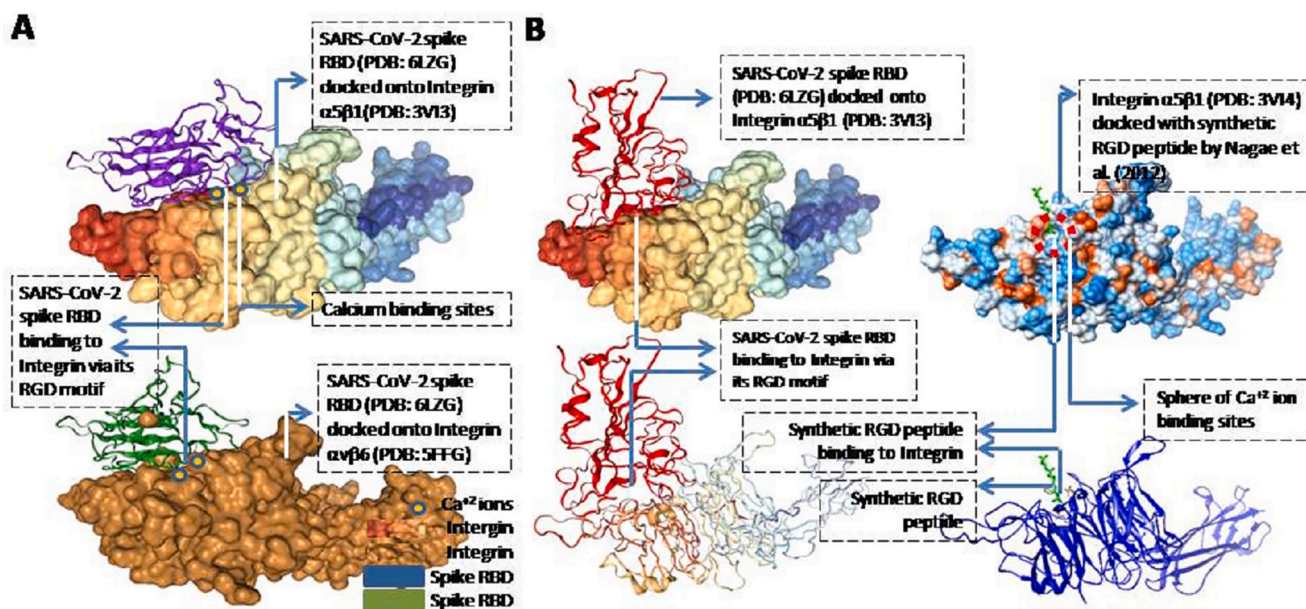 A
SARS-CoV-2 spike
RBD (PDB: 6LZG)
docked onto Integrin
α5β1(PDB: 3VI3)
SARS-CoV-2
spike RBD
binding to
Integrin via its
RGD motif
Calcium binding sites
SARS-CoV-2 spike
RBD (PDB: 6LZG)
docked onto Integrin
αvβ6 (PDB: 5FFG)
Ca⁺² ions
Intergin
Integrin
Spike RBD
Spike RBD
B
SARS-CoV-2 spike RBD
(PDB: 6LZG) docked onto
Integrin α5β1 (PDB: 3VI3)
Integrin α5β1 (PDB: 3VI4)
docked with synthetic
RGD peptide by Nagae et
al. (2012)
SARS-CoV-2 spike RBD
binding to Integrin via
its RGD motif
Synthetic RGD peptide
binding to Integrin
Synthetic RGD
peptide
Sphere of Ca⁺² ion
binding sites